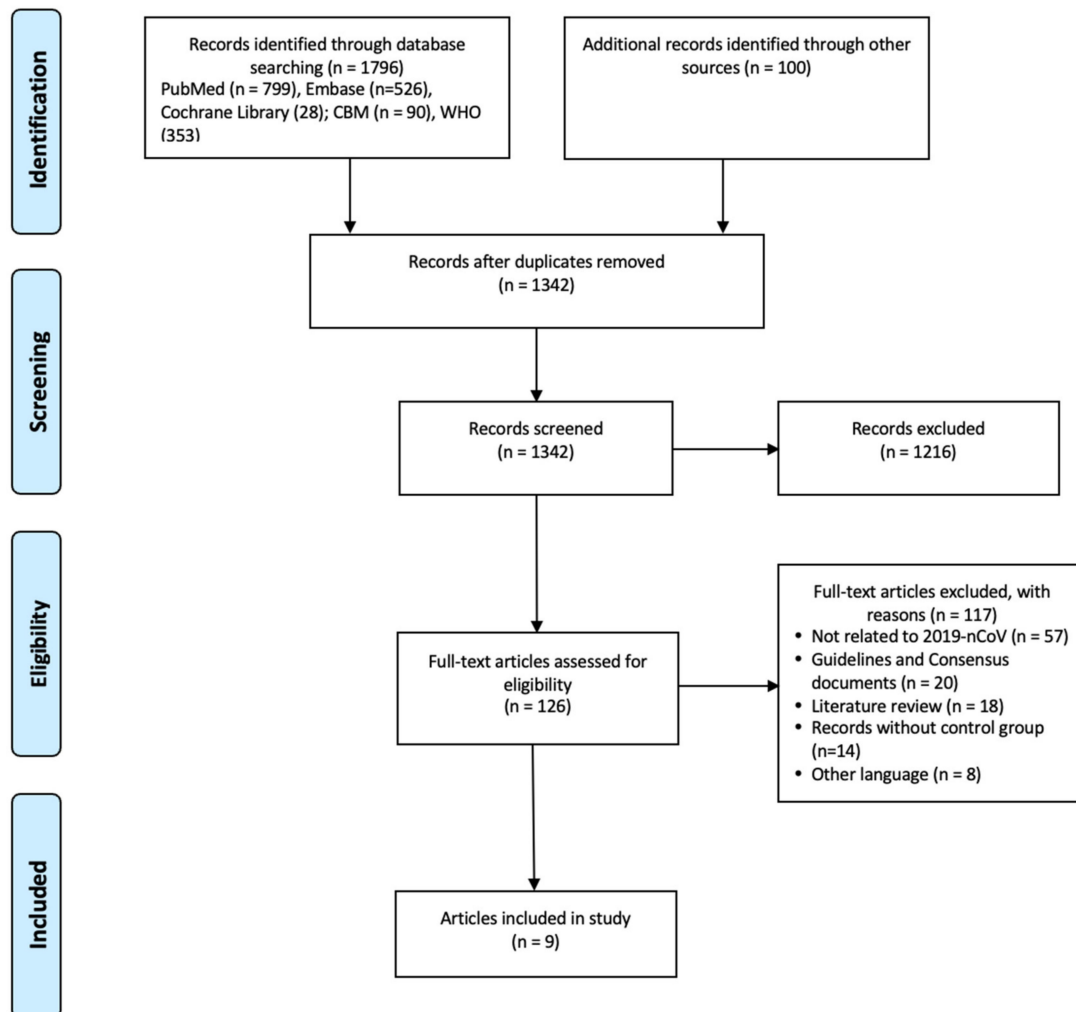 Identification
Records identified through database
searching (n = 1796)
PubMed (n = 799), Embase (n=526),
Cochrane Library (28); CBM (n = 90), WHO
(353)
Additional records identified through other
sources (n = 100)
Records after duplicates removed
(n = 1342)
Screening
Records screened
(n = 1342)
Records excluded
(n = 1216)
Eligibility
Full-text articles assessed for
eligibility
(n = 126)
Full-text articles excluded, with
reasons (n = 117)
• Not related to 2019-nCoV (n = 57)
• Guidelines and Consensus
documents (n = 20)
• Literature review (n = 18)
• Records without control group
(n=14)
• Other language (n = 8)
Included
Articles included in study
(n = 9)